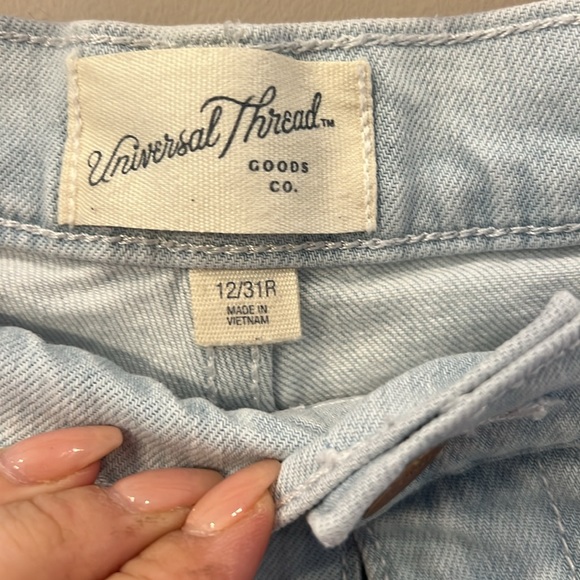 Universal Thread™
GOODS
CO.
12/31R
MADE IN
VIETNAM